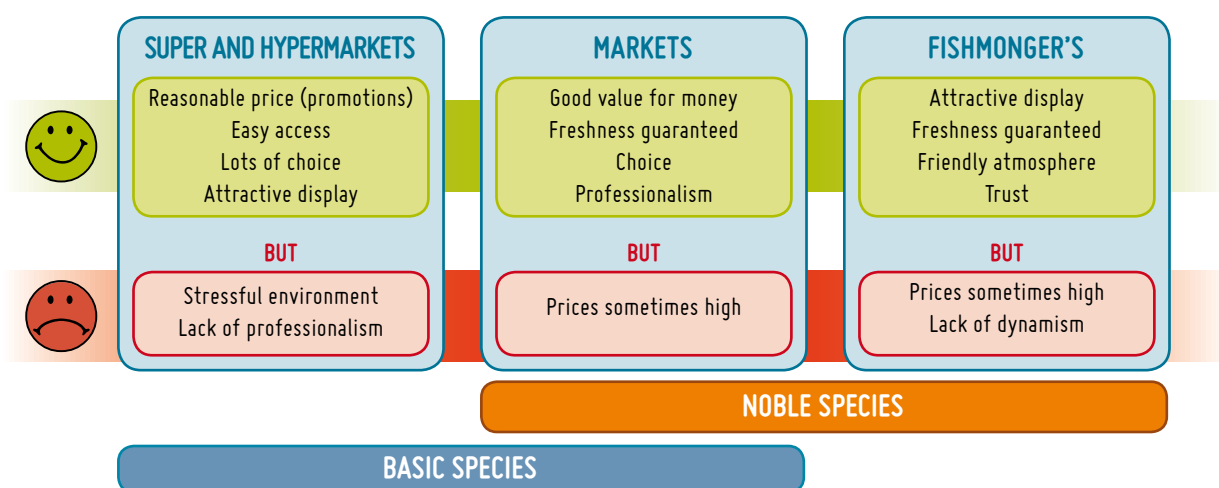 SUPER AND HYPERMARKETS
Reasonable price (promotions)
Easy access
Lots of choice
Attractive display
BUT
Stressful environment
Lack of professionalism
MARKETS
Good value for money
Freshness guaranteed
Choice
Professionalism
BUT
Prices sometimes high
FISHMONGER'S
Attractive display
Freshness guaranteed
Friendly atmosphere
Trust
BUT
Prices sometimes high
Lack of dynamism
NOBLE SPECIES
BASIC SPECIES